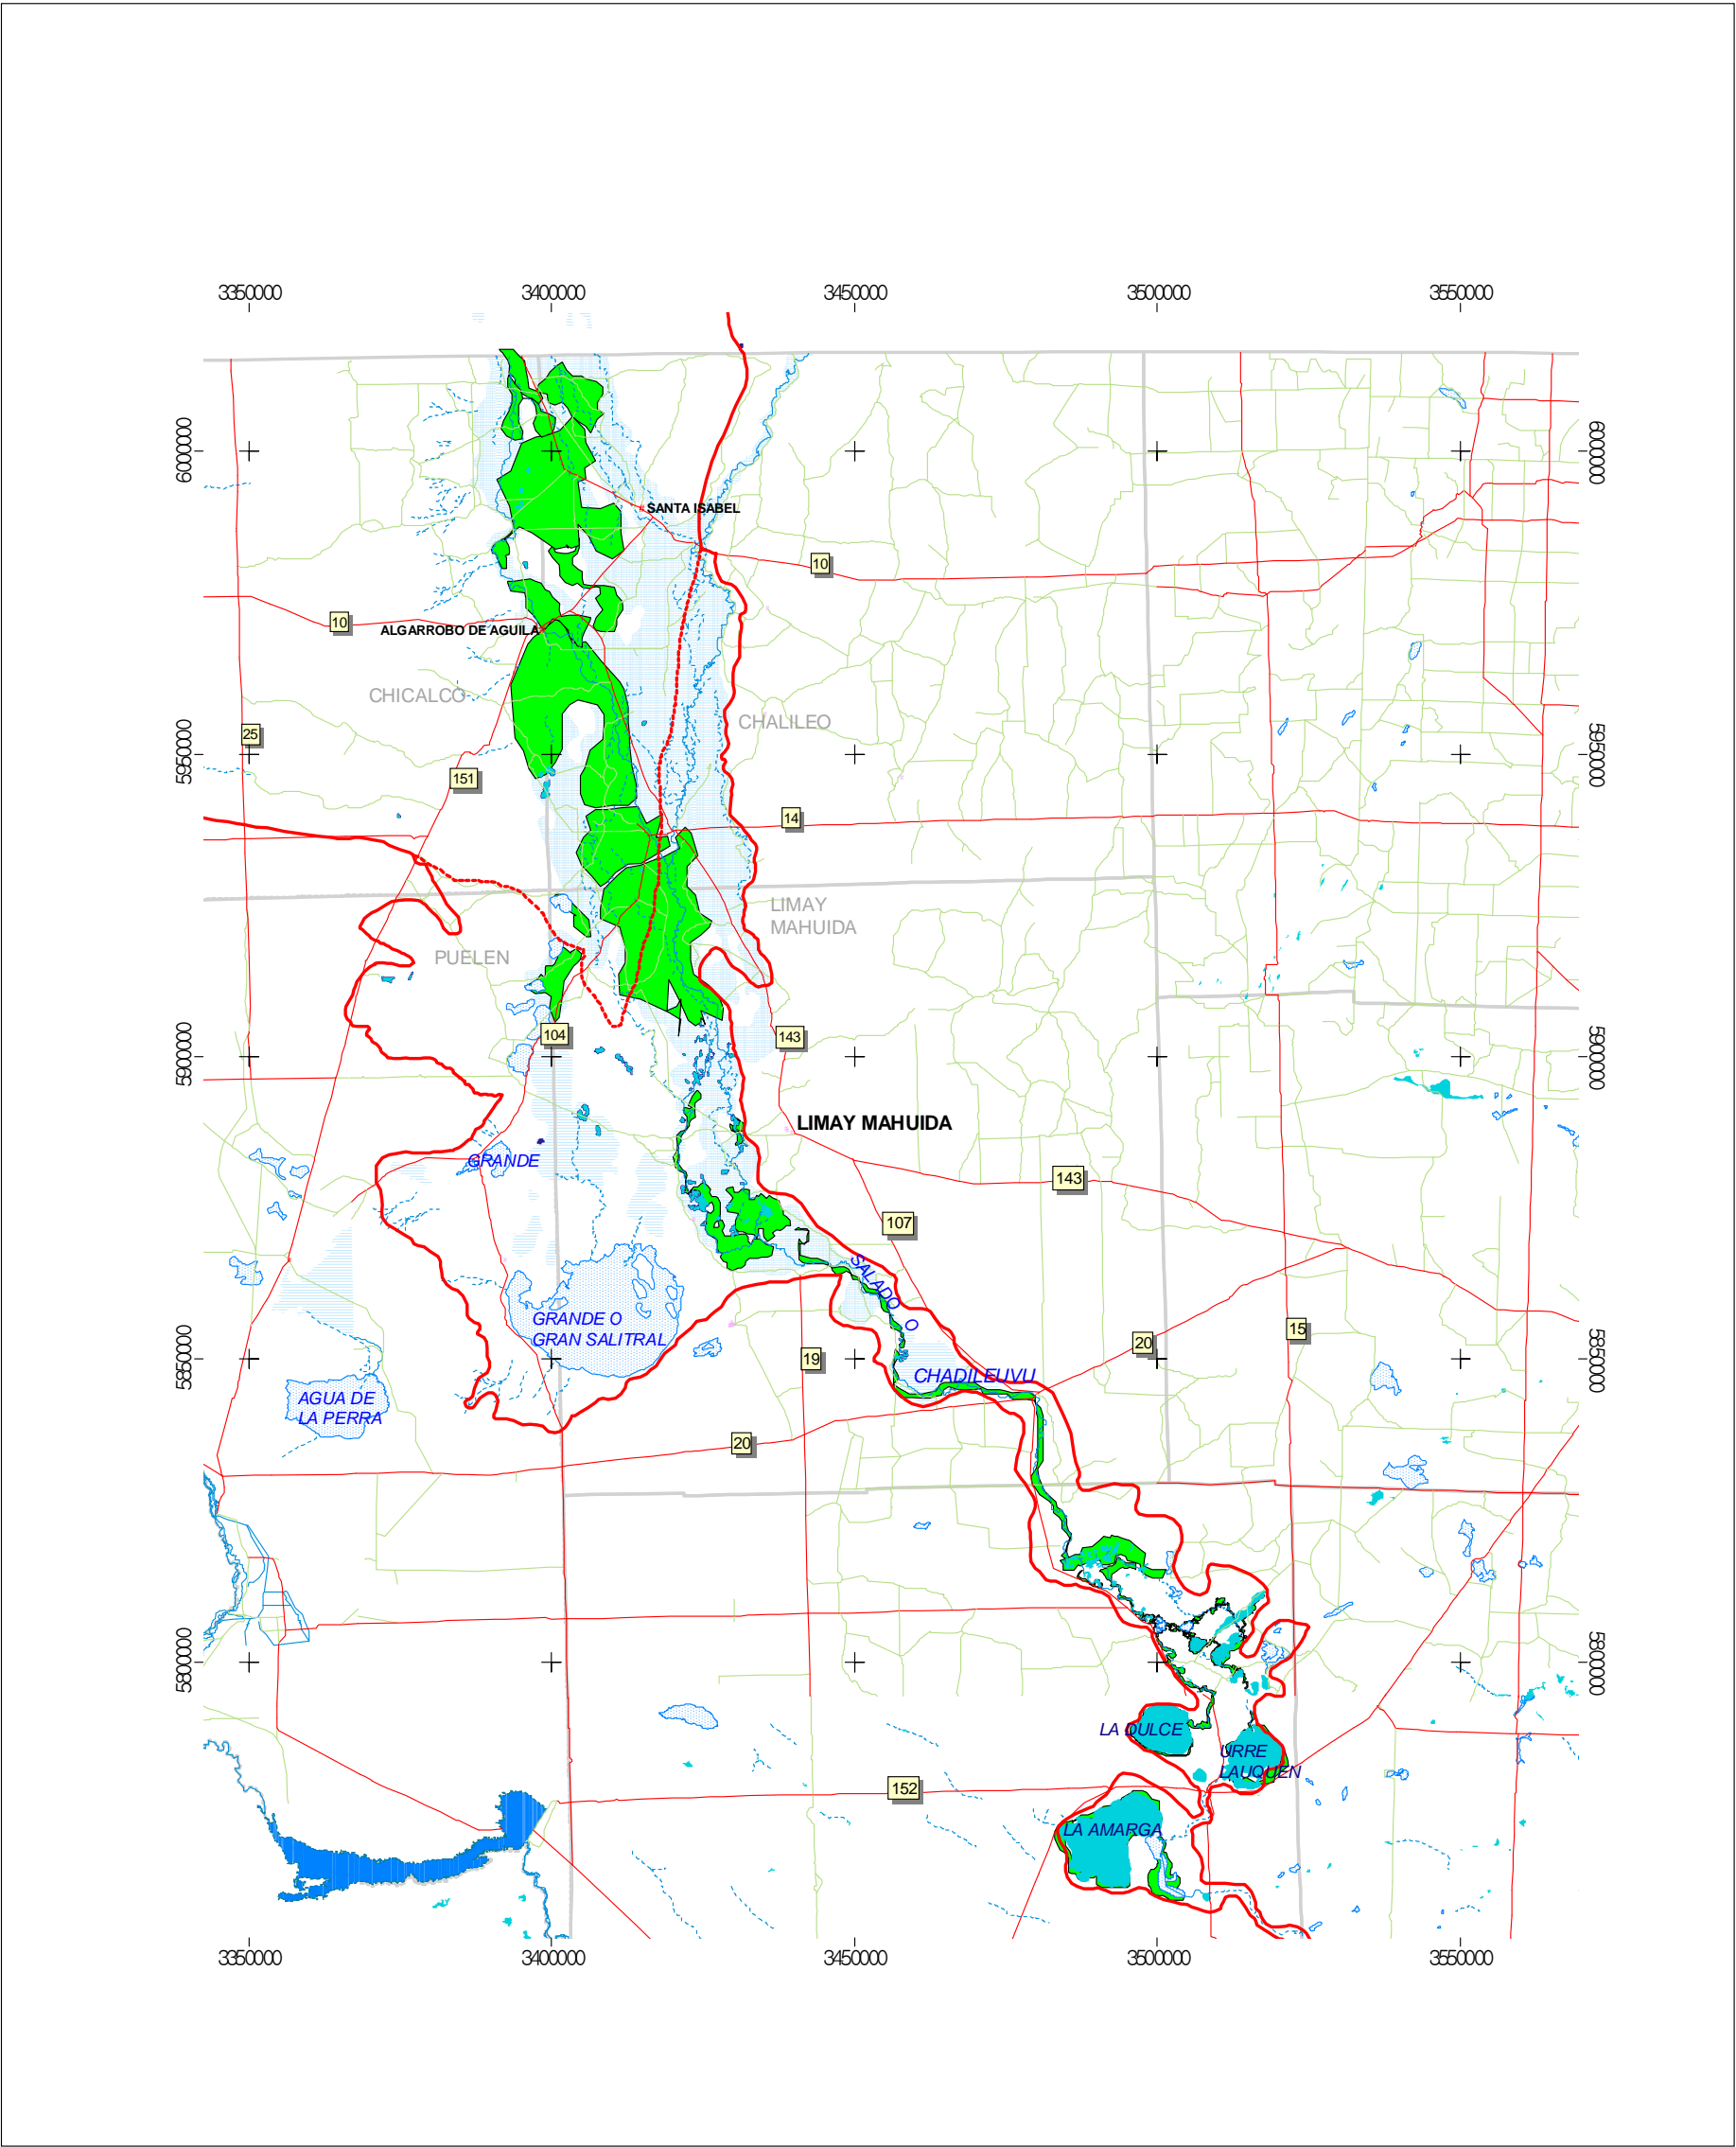 3350000 3400000 3450000 3500000 3550000
6000000 6000000
SANTA ISABEL
10
10
ALGARROBO DE AGUILA
CHICALCO
CHALILEO
25
5950000 5950000
151
14
LIMAY
MAHUIDA
PUELEN
104
143
5900000 5900000
LIMAY MAHUIDA
GRANDE
143
107
SALADO O
GRANDE O
GRAN SALITRAL
15
20
19
5850000 5850000
CHADILEUVU
AGUA DE
LA PERRA
20
5800000 5800000
LA DULCE
URRE
LAUQUEN
152
LA AMARGA
3350000 3400000 3450000 3500000 3550000